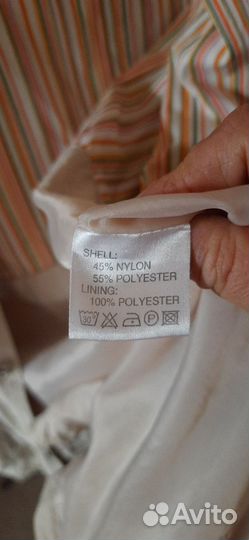 SHELL:
45% NYLON
55% POLYESTER
LINING:
100% POLYESTER
30 P
Avito